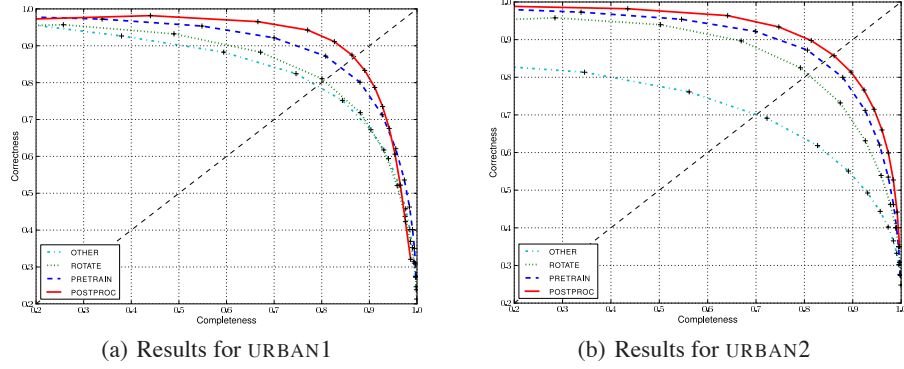 1.0
0.9
0.8
0.7
0.6
0.5
0.4
0.3
0.2
Correctness
OTHER
ROTATE
PRETRAIN
POSTPROC
0.2 0.3 0.4 0.5 0.6 0.7 0.8 0.9 1.0
Completeness
(a) Results for URBAN1
1.0
0.9
0.8
0.7
0.6
0.5
0.4
0.3
0.2
Correctness
OTHER
ROTATE
PRETRAIN
POSTPROC
0.2 0.3 0.4 0.5 0.6 0.7 0.8 0.9 1.0
Completeness
(b) Results for URBAN2